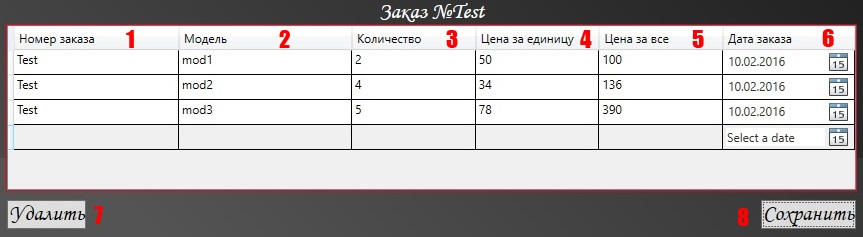 Заказ №Test
Номер заказа 1 Модель 2 Количество 3 Цена за единицу 4 Цена за все 5 Дата заказа 6
Test mod1 2 50 100 10.02.2016 15
Test mod2 4 34 136 10.02.2016 15
Test mod3 5 78 390 10.02.2016 15
Select a date 15
Удалить 7 8 Сохранить